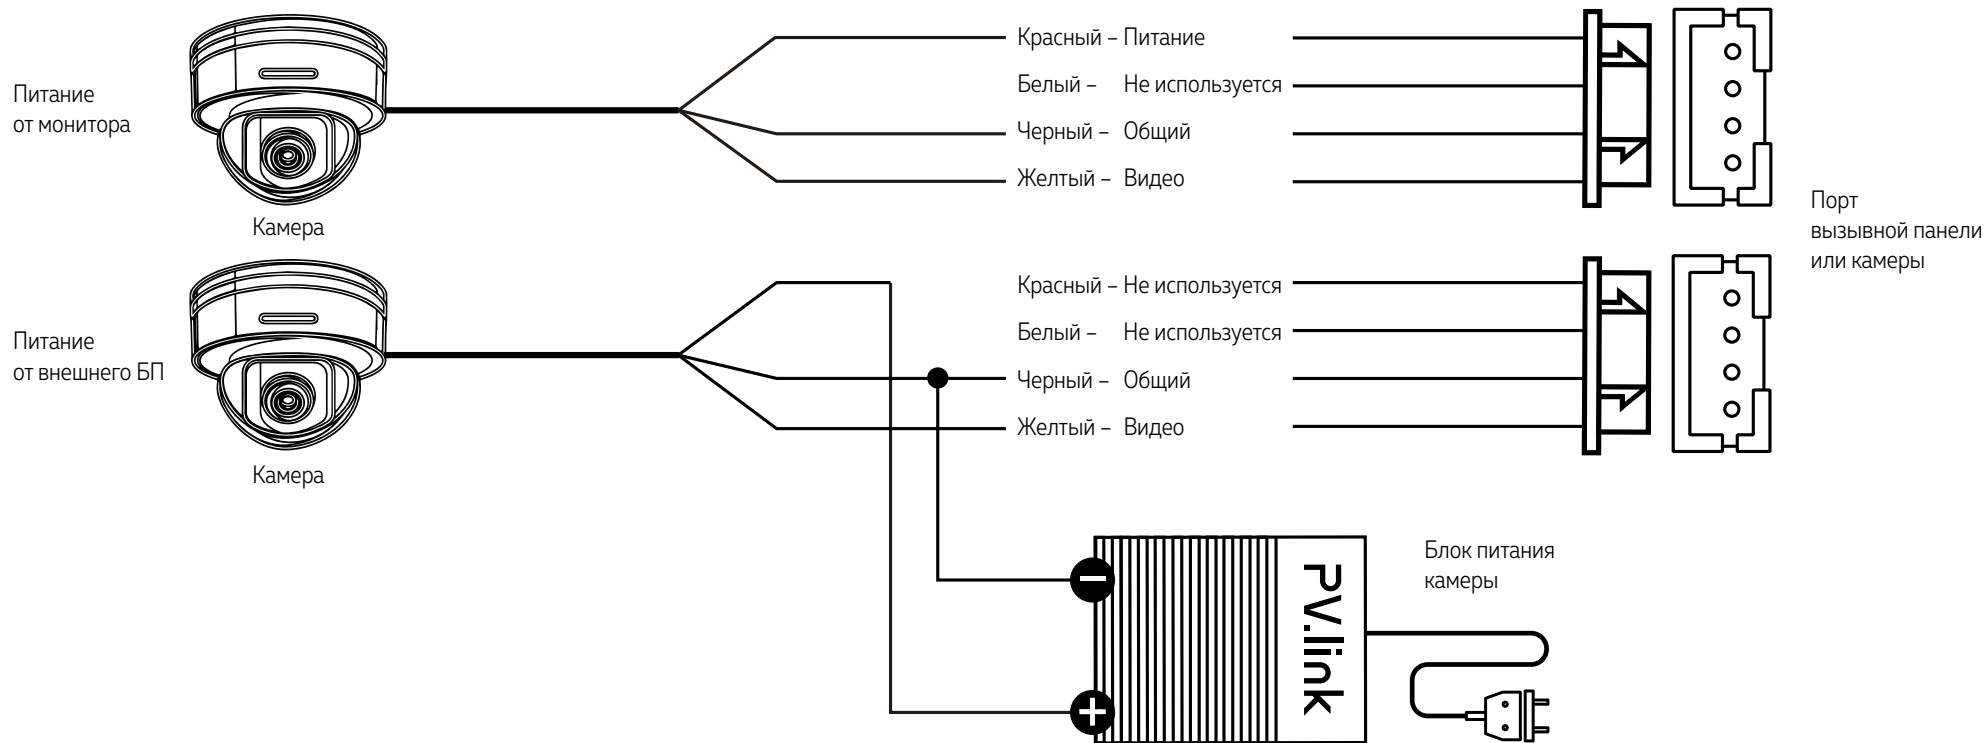 Питание
от монитора
Камера
Красный – Питание
Белый – Не используется
Черный – Общий
Желтый – Видео
Порт
вызывной панели
или камеры
Питание
от внешнего БП
Камера
Красный – Не используется
Белый – Не используется
Черный – Общий
Желтый – Видео
Блок питания
камеры
PV.link